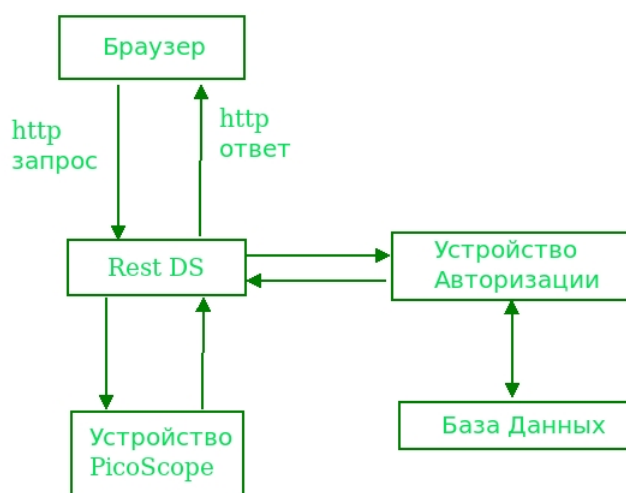 Браузер
http
запрос
http
ответ
Rest DS
Устройство
Авторизации
Устройство
PicoScope
База Данных